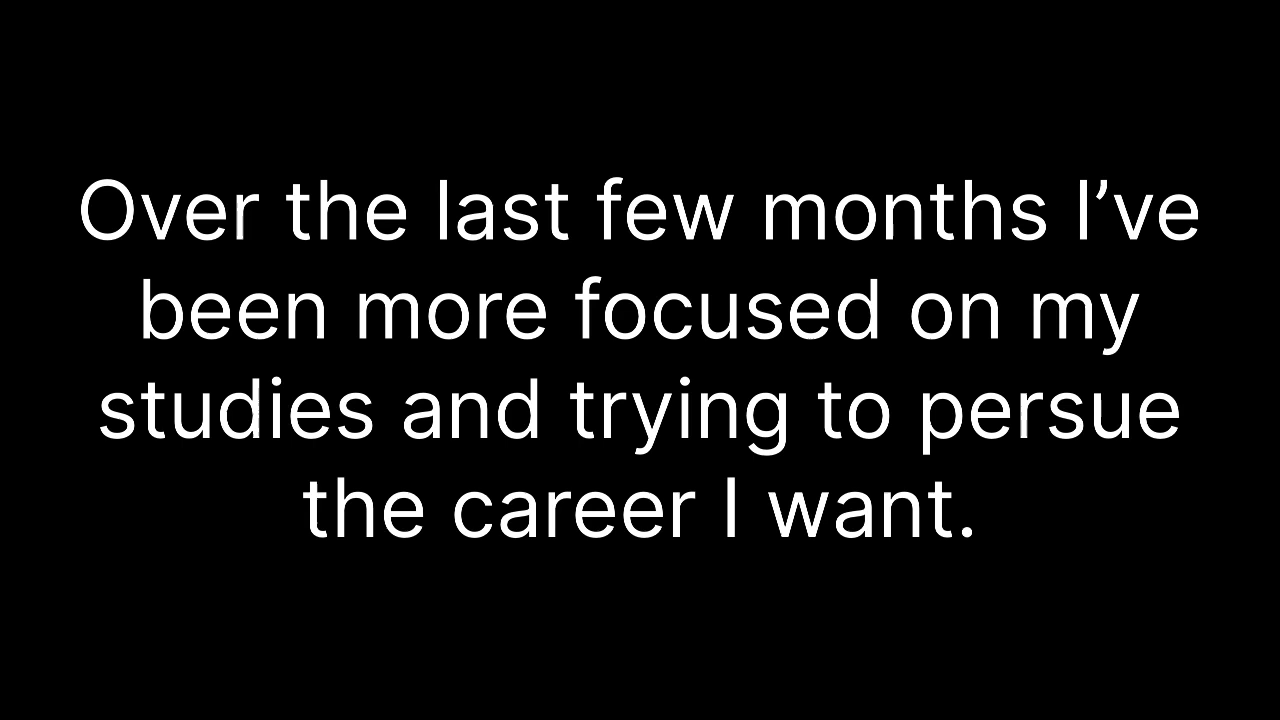 Over the last few months I’ve
been more focused on my
studies and trying to persue
the career I want.